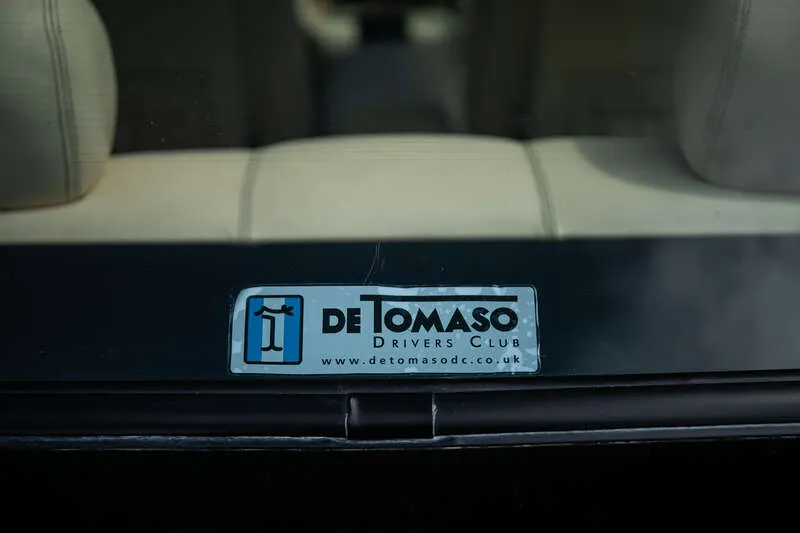 DE TOMASO
DRIVERS CLUB
www.detomasodc.co.uk